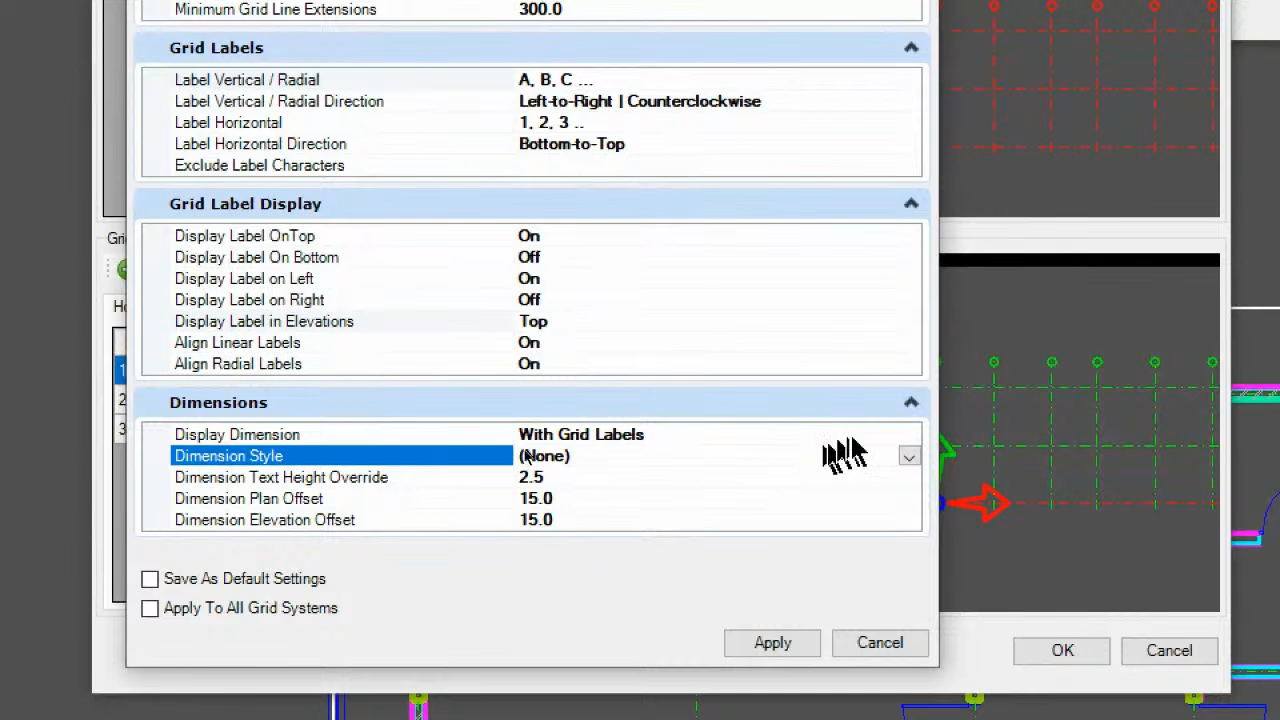 Minimum Grid Line Extensions 300.0
Grid Labels
Label Vertical / Radial A, B, C ...
Label Vertical / Radial Direction Left-to-Right | Counterclockwise
Label Horizontal 1, 2, 3 ..
Label Horizontal Direction Bottom-to-Top
Exclude Label Characters
Grid Label Display
Display Label OnTop On
Display Label On Bottom Off
Display Label on Left On
Display Label on Right Off
Display Label in Elevations Top
Align Linear Labels On
Align Radial Labels On
Dimensions
Display Dimension With Grid Labels
Dimension Style (None)
Dimension Text Height Override 2.5
Dimension Plan Offset 15.0
Dimension Elevation Offset 15.0
Save As Default Settings
Apply To All Grid Systems
Apply Cancel
OK Cancel
1
2
3